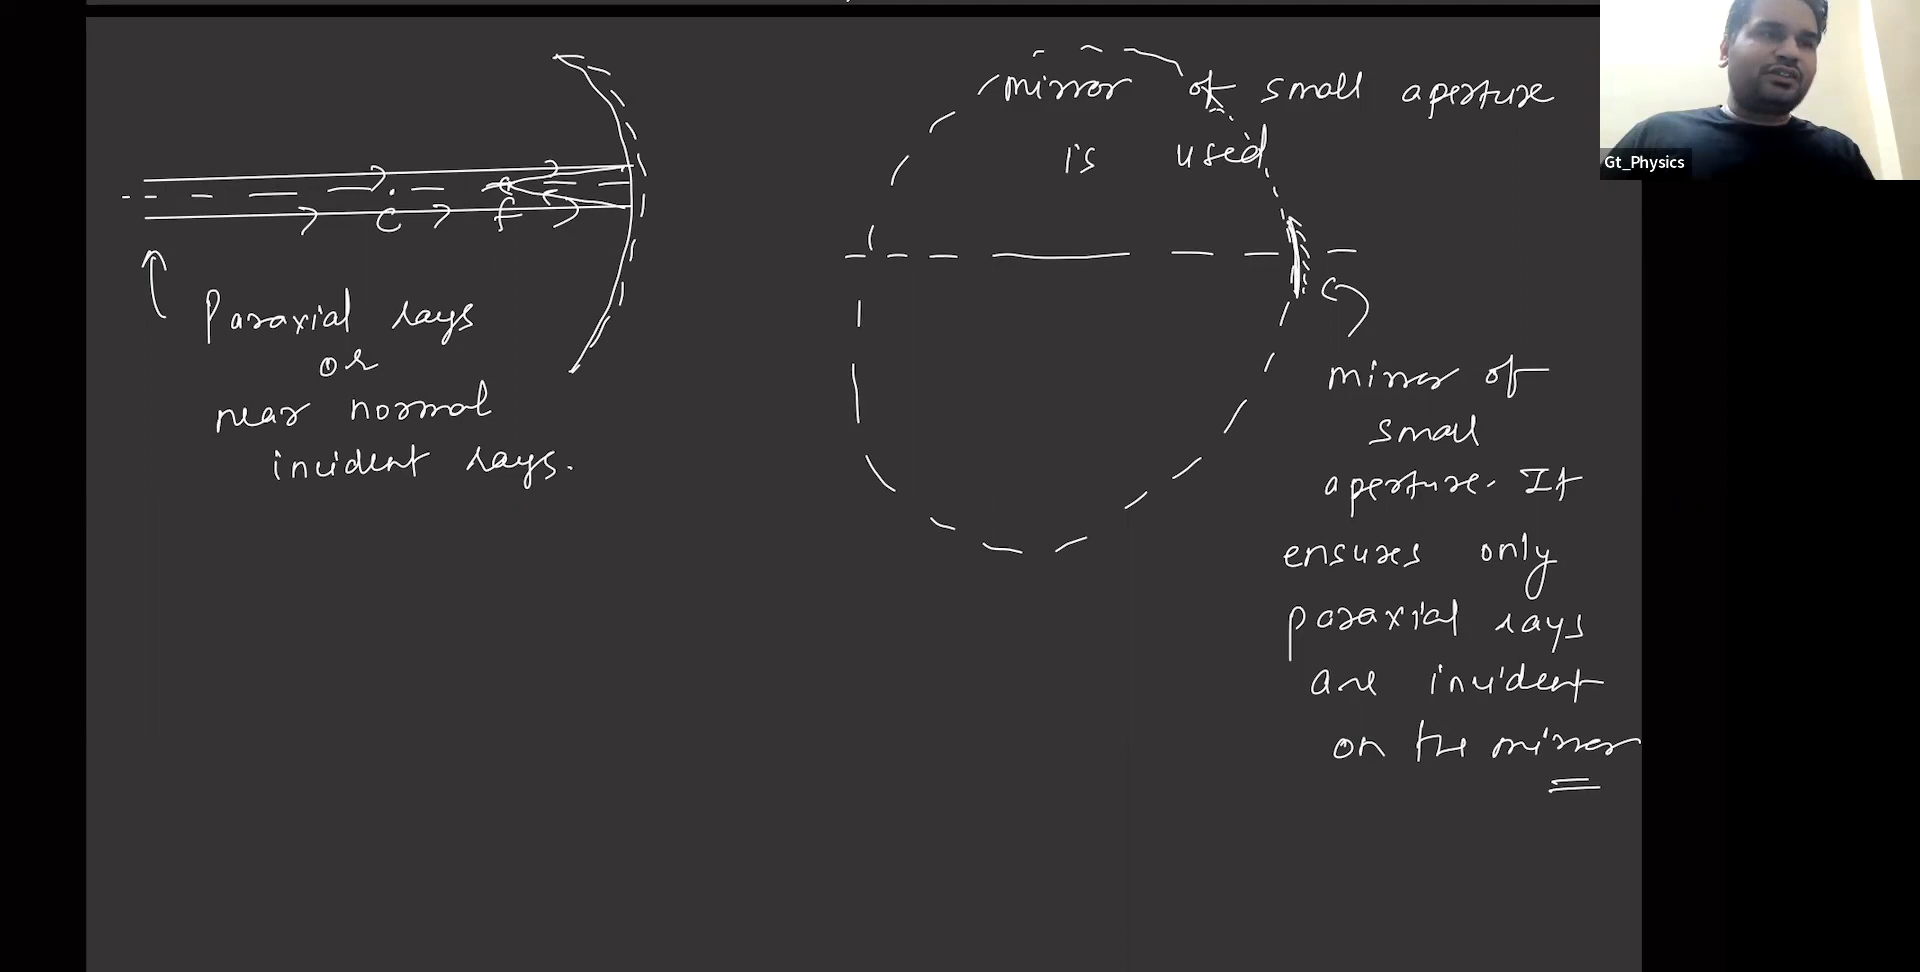 mirror of small aperture
is used
Gt_Physics
C
f
Paraxial rays
or
near normal
incident rays.
mirror of
small
aperture. It
ensures only
paraxial rays
are incident
on the mirror